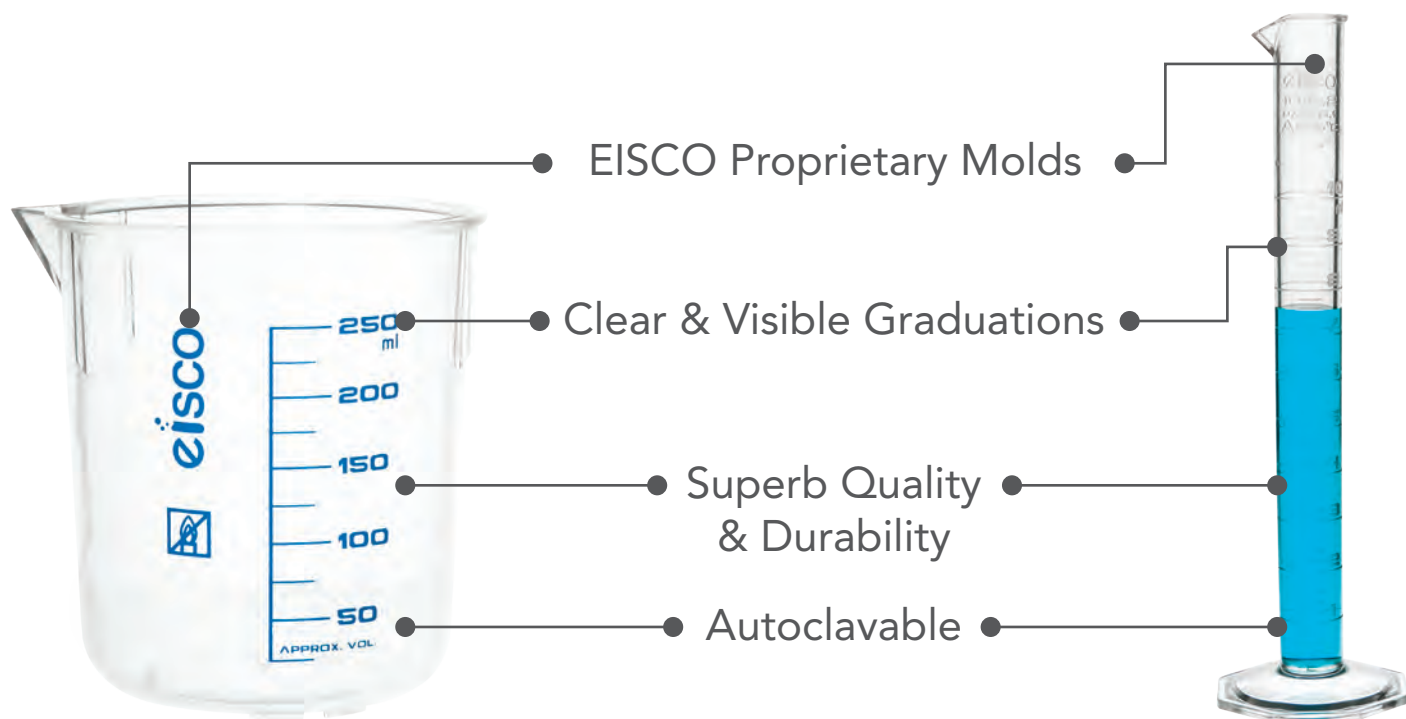 EISCO Proprietary Molds
Clear & Visible Graduations
Superb Quality
& Durability
Autoclavable
eisco
250
ml
200
150
100
50
APPROX. VOL.